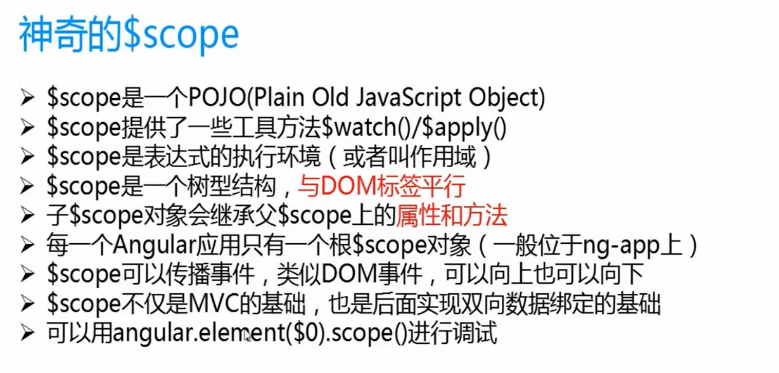 神奇的$scope
➢ $scope是一个POJO(Plain Old JavaScript Object)
➢ $scope提供了一些工具方法$watch()/$apply()
➢ $scope是表达式的执行环境（或者叫作用域）
➢ $scope是一个树型结构，与DOM标签平行
➢ 子$scope对象会继承父$scope上的属性和方法
➢ 每一个Angular应用只有一个根$scope对象（一般位于ng-app上）
➢ $scope可以传播事件，类似DOM事件，可以向上也可以向下
➢ $scope不仅是MVC的基础，也是后面实现双向数据绑定的基础
➢ 可以用angular.element($0).scope()进行调试